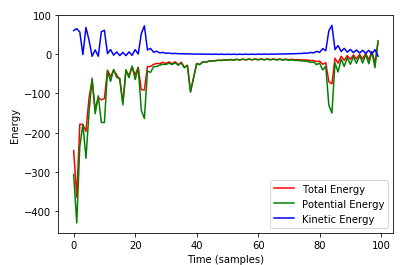 100
0
−100
−200
−300
−400
Energy
0
20
40
60
80
100
Time (samples)
Total Energy
Potential Energy
Kinetic Energy